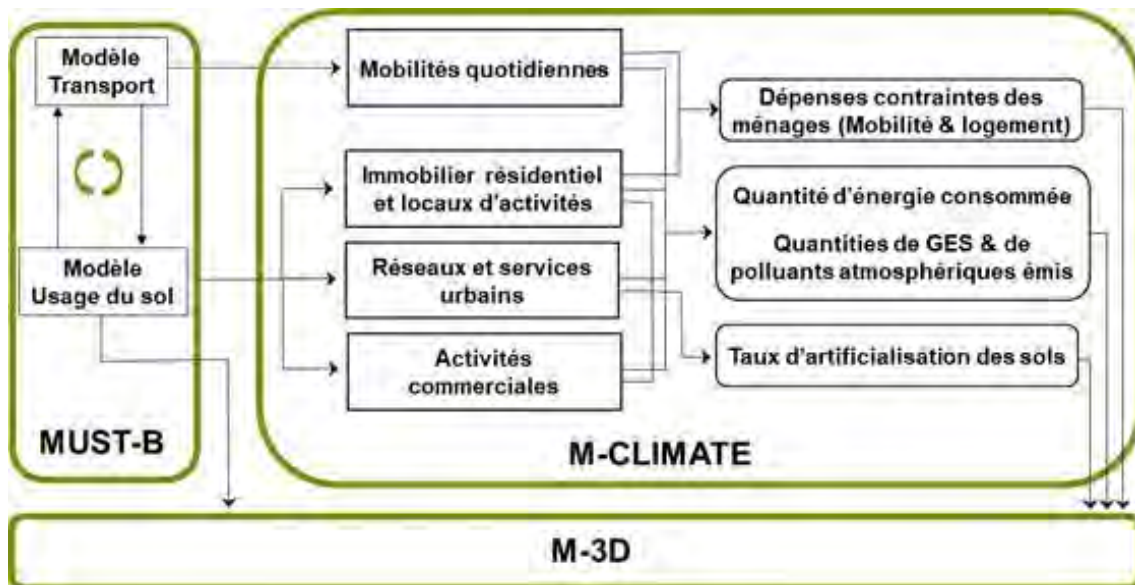 Modèle
Transport
Modèle
Usage du sol
MUST-B
Mobilités quotidiennes
Immobilier résidentiel
et locaux d'activités
Réseaux et services
urbains
Activités
commerciales
Dépenses contraintes des
ménages (Mobilité & logement)
Quantité d'énergie consommée
Quantities de GES & de
polluants atmosphériques émis
Taux d'artificialisation des sols
M-CLIMATE
M-3D